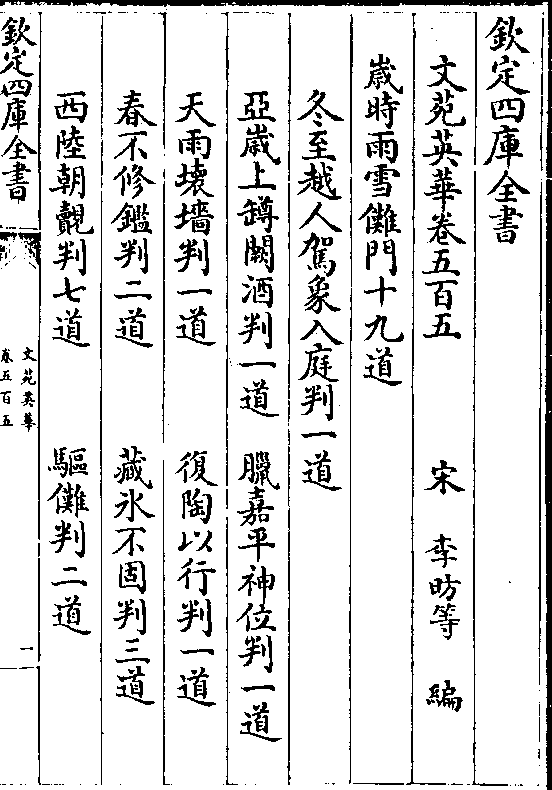 欽定四庫全書
文苑英華卷五百五　宋　李昉等　編
歲時雨雪儺門十九道
冬至越人駕象入庭判一道
亞歲上罇闕酒判一道　臘嘉平神位判一道
天雨壊墻判一道　復陶以行判一道
春不修鑑判二道　藏氷不固判三道
西陸朝覿判七道　驅儺判二道
欽定四庫全書
文苑英華
卷五百五
一